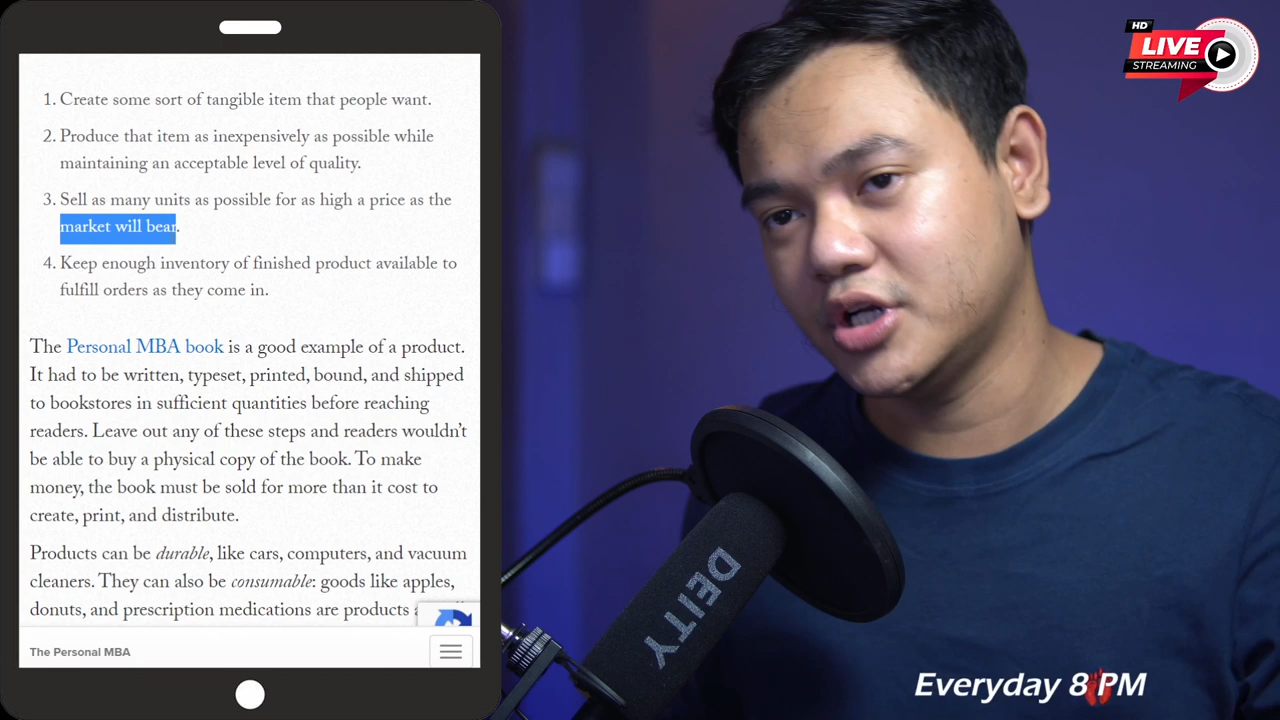 1. Create some sort of tangible item that people want.
2. Produce that item as inexpensively as possible while
maintaining an acceptable level of quality.
3. Sell as many units as possible for as high a price as the
market will bear.
4. Keep enough inventory of finished product available to
fulfill orders as they come in.
The Personal MBA book is a good example of a product.
It had to be written, typeset, printed, bound, and shipped
to bookstores in sufficient quantities before reaching
readers. Leave out any of these steps and readers wouldn't
be able to buy a physical copy of the book. To make
money, the book must be sold for more than it cost to
create, print, and distribute.
Products can be durable, like cars, computers, and vacuum
cleaners. They can also be consumable: goods like apples,
donuts, and prescription medications are products
The Personal MBA
HD
LIVE
STREAMING
DEITY
Everyday 8 PM